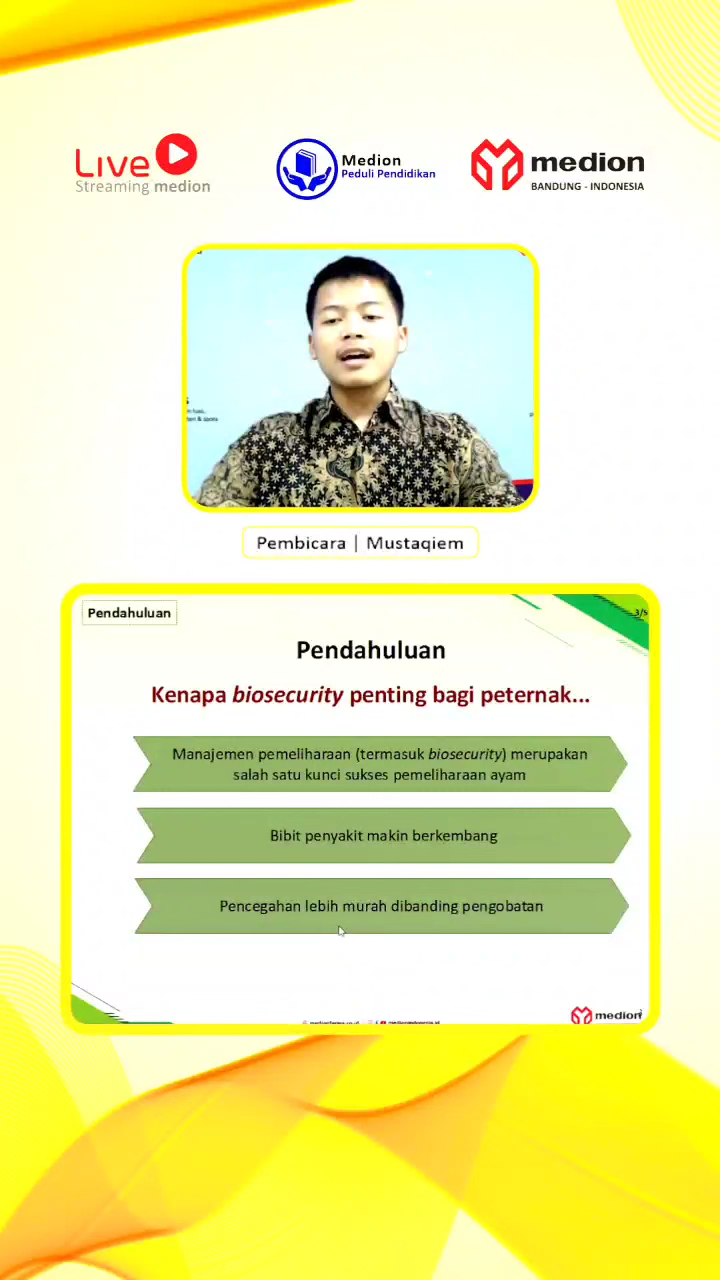 Live
Streaming medion
Medion
Peduli Pendidikan
medion
BANDUNG - INDONESIA
Pembicara | Mustaqiem
Pendahuluan
3/5
Pendahuluan
Kenapa biosecurity penting bagi peternak...
Manajemen pemeliharaan (termasuk biosecurity) merupakan
salah satu kunci sukses pemeliharaan ayam
Bibit penyakit makin berkembang
Pencegahan lebih murah dibanding pengobatan
medion